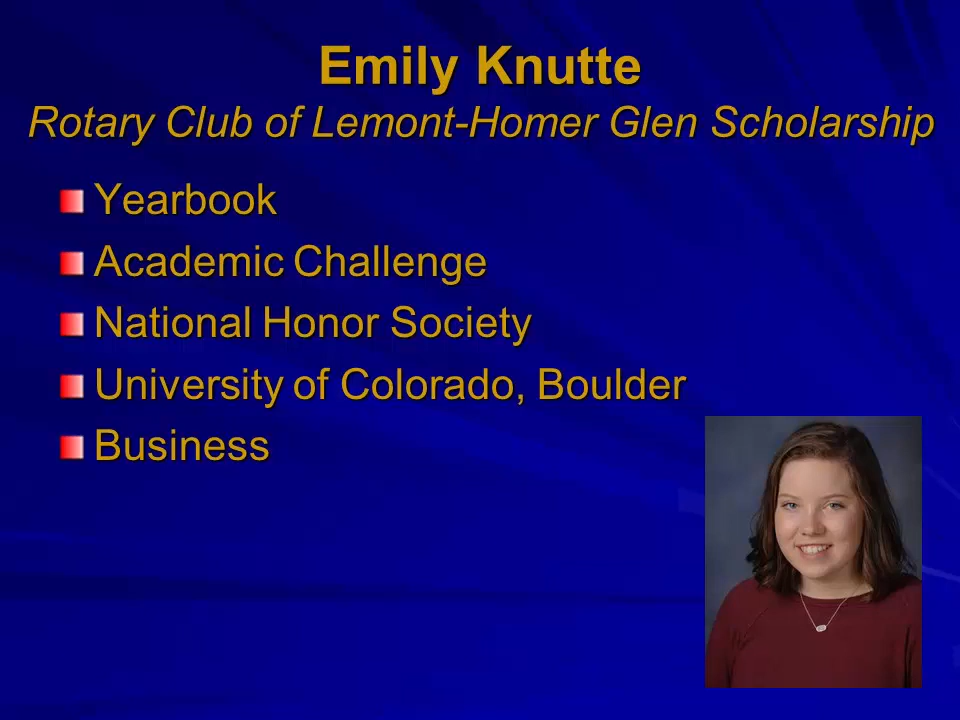 Emily Knutte
Rotary Club of Lemont-Homer Glen Scholarship
Yearbook
Academic Challenge
National Honor Society
University of Colorado, Boulder
Business